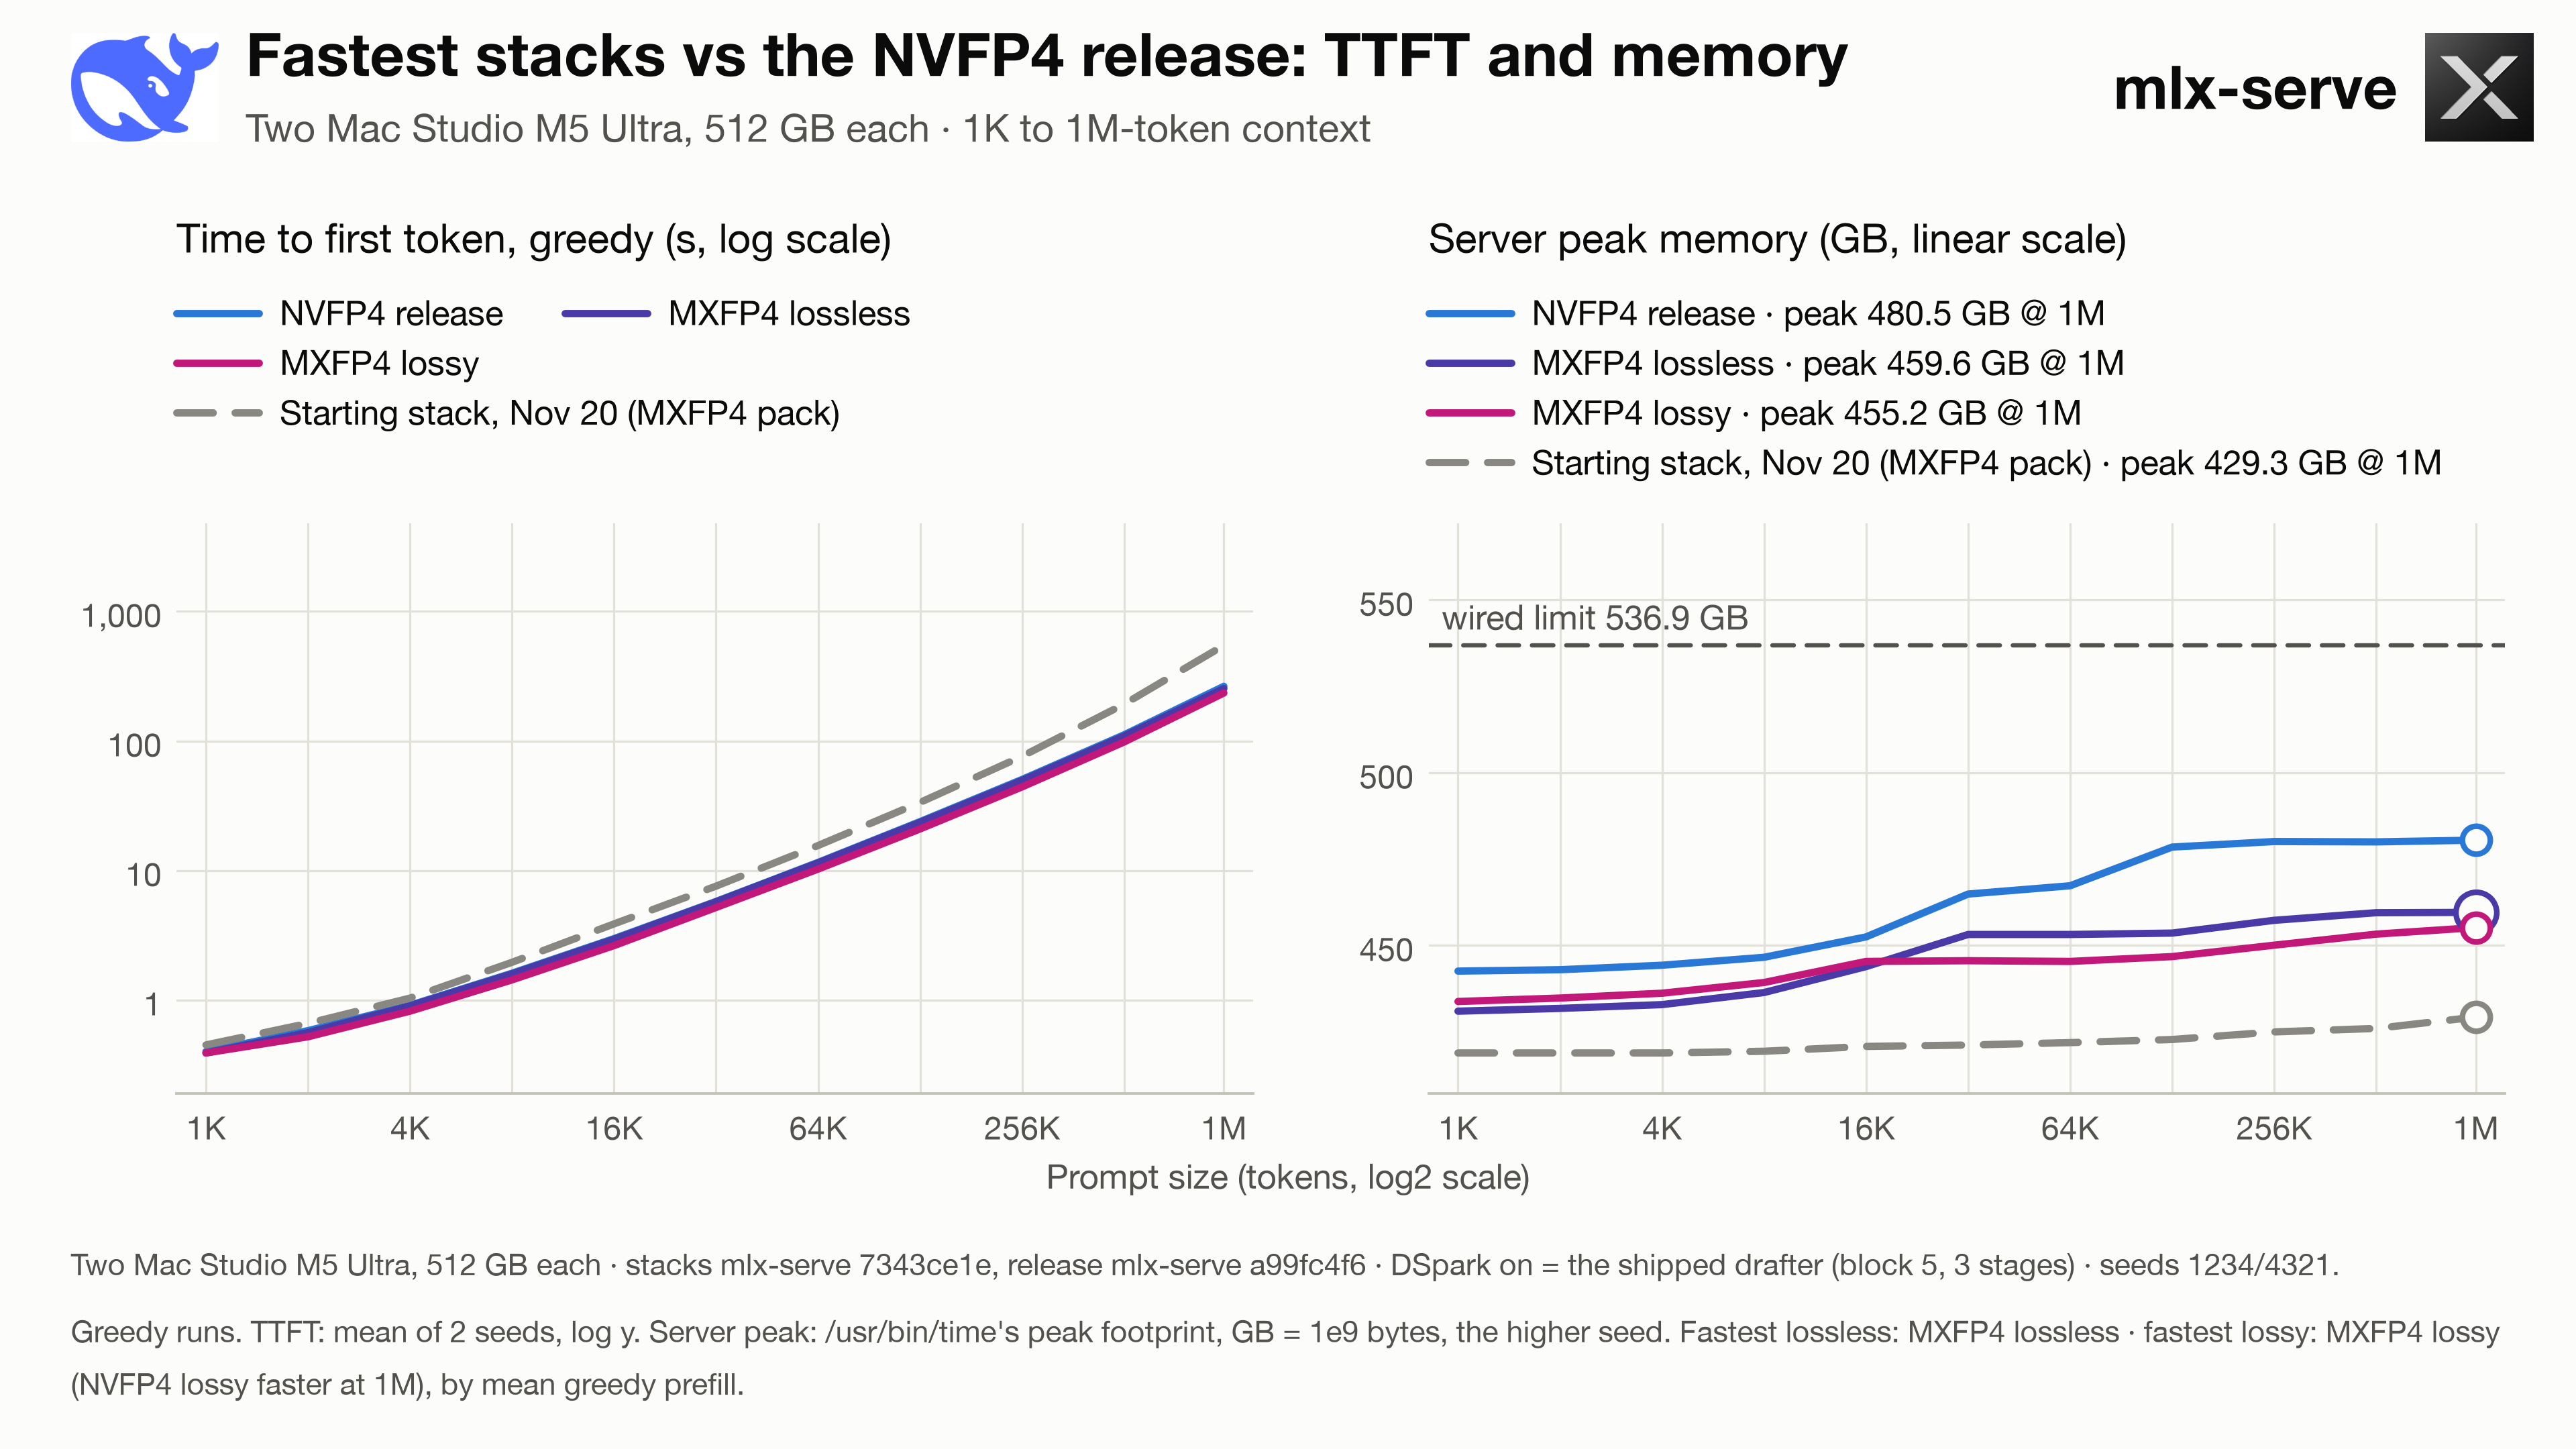 Fastest stacks vs the NVFP4 release: TTFT and memory
Two Mac Studio M5 Ultra, 512 GB each · 1K to 1M-token context
mlx-serve
Time to first token, greedy (s, log scale)
NVFP4 release
MXFP4 lossless
MXFP4 lossy
Starting stack, Nov 20 (MXFP4 pack)
1,000
100
10
1
1K
4K
16K
64K
256K
1M
Server peak memory (GB, linear scale)
NVFP4 release · peak 480.5 GB @ 1M
MXFP4 lossless · peak 459.6 GB @ 1M
MXFP4 lossy · peak 455.2 GB @ 1M
Starting stack, Nov 20 (MXFP4 pack) · peak 429.3 GB @ 1M
550
wired limit 536.9 GB
500
450
1K
4K
16K
64K
256K
1M
Prompt size (tokens, log2 scale)
Two Mac Studio M5 Ultra, 512 GB each · stacks mlx-serve 7343ce1e, release mlx-serve a99fc4f6 · DSpark on = the shipped drafter (block 5, 3 stages) · seeds 1234/4321.
Greedy runs. TTFT: mean of 2 seeds, log y. Server peak: /usr/bin/time's peak footprint, GB = 1e9 bytes, the higher seed. Fastest lossless: MXFP4 lossless · fastest lossy: MXFP4 lossy
(NVFP4 lossy faster at 1M), by mean greedy prefill.